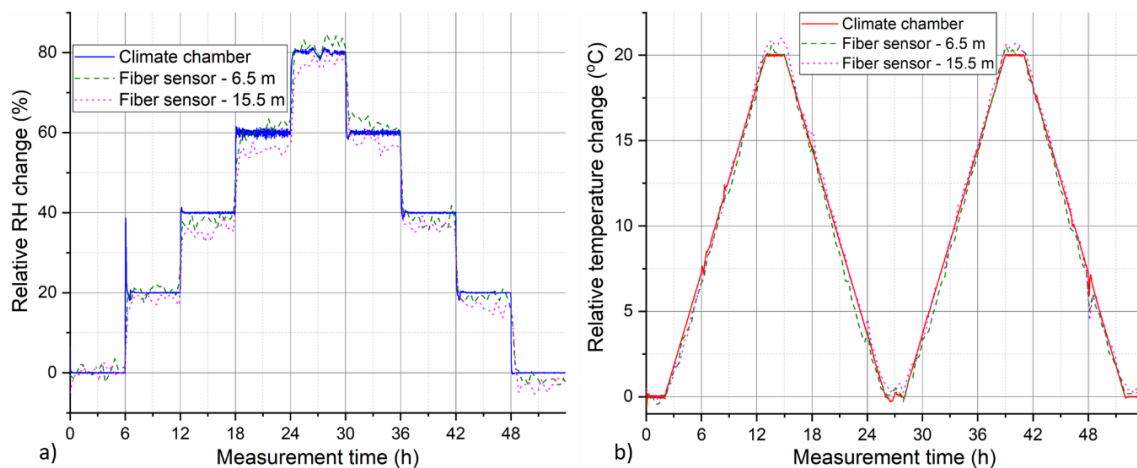 Climate chamber
Fiber sensor - 6.5 m
Fiber sensor - 15.5 m
Relative RH change (%)
80
60
40
20
0
0 6 12 18 24 30 36 42 48
Measurement time (h)
a)
Climate chamber
Fiber sensor - 6.5 m
Fiber sensor - 15.5 m
Relative temperature change (ºC)
20
15
10
5
0
0 6 12 18 24 30 36 42 48
Measurement time (h)
b)